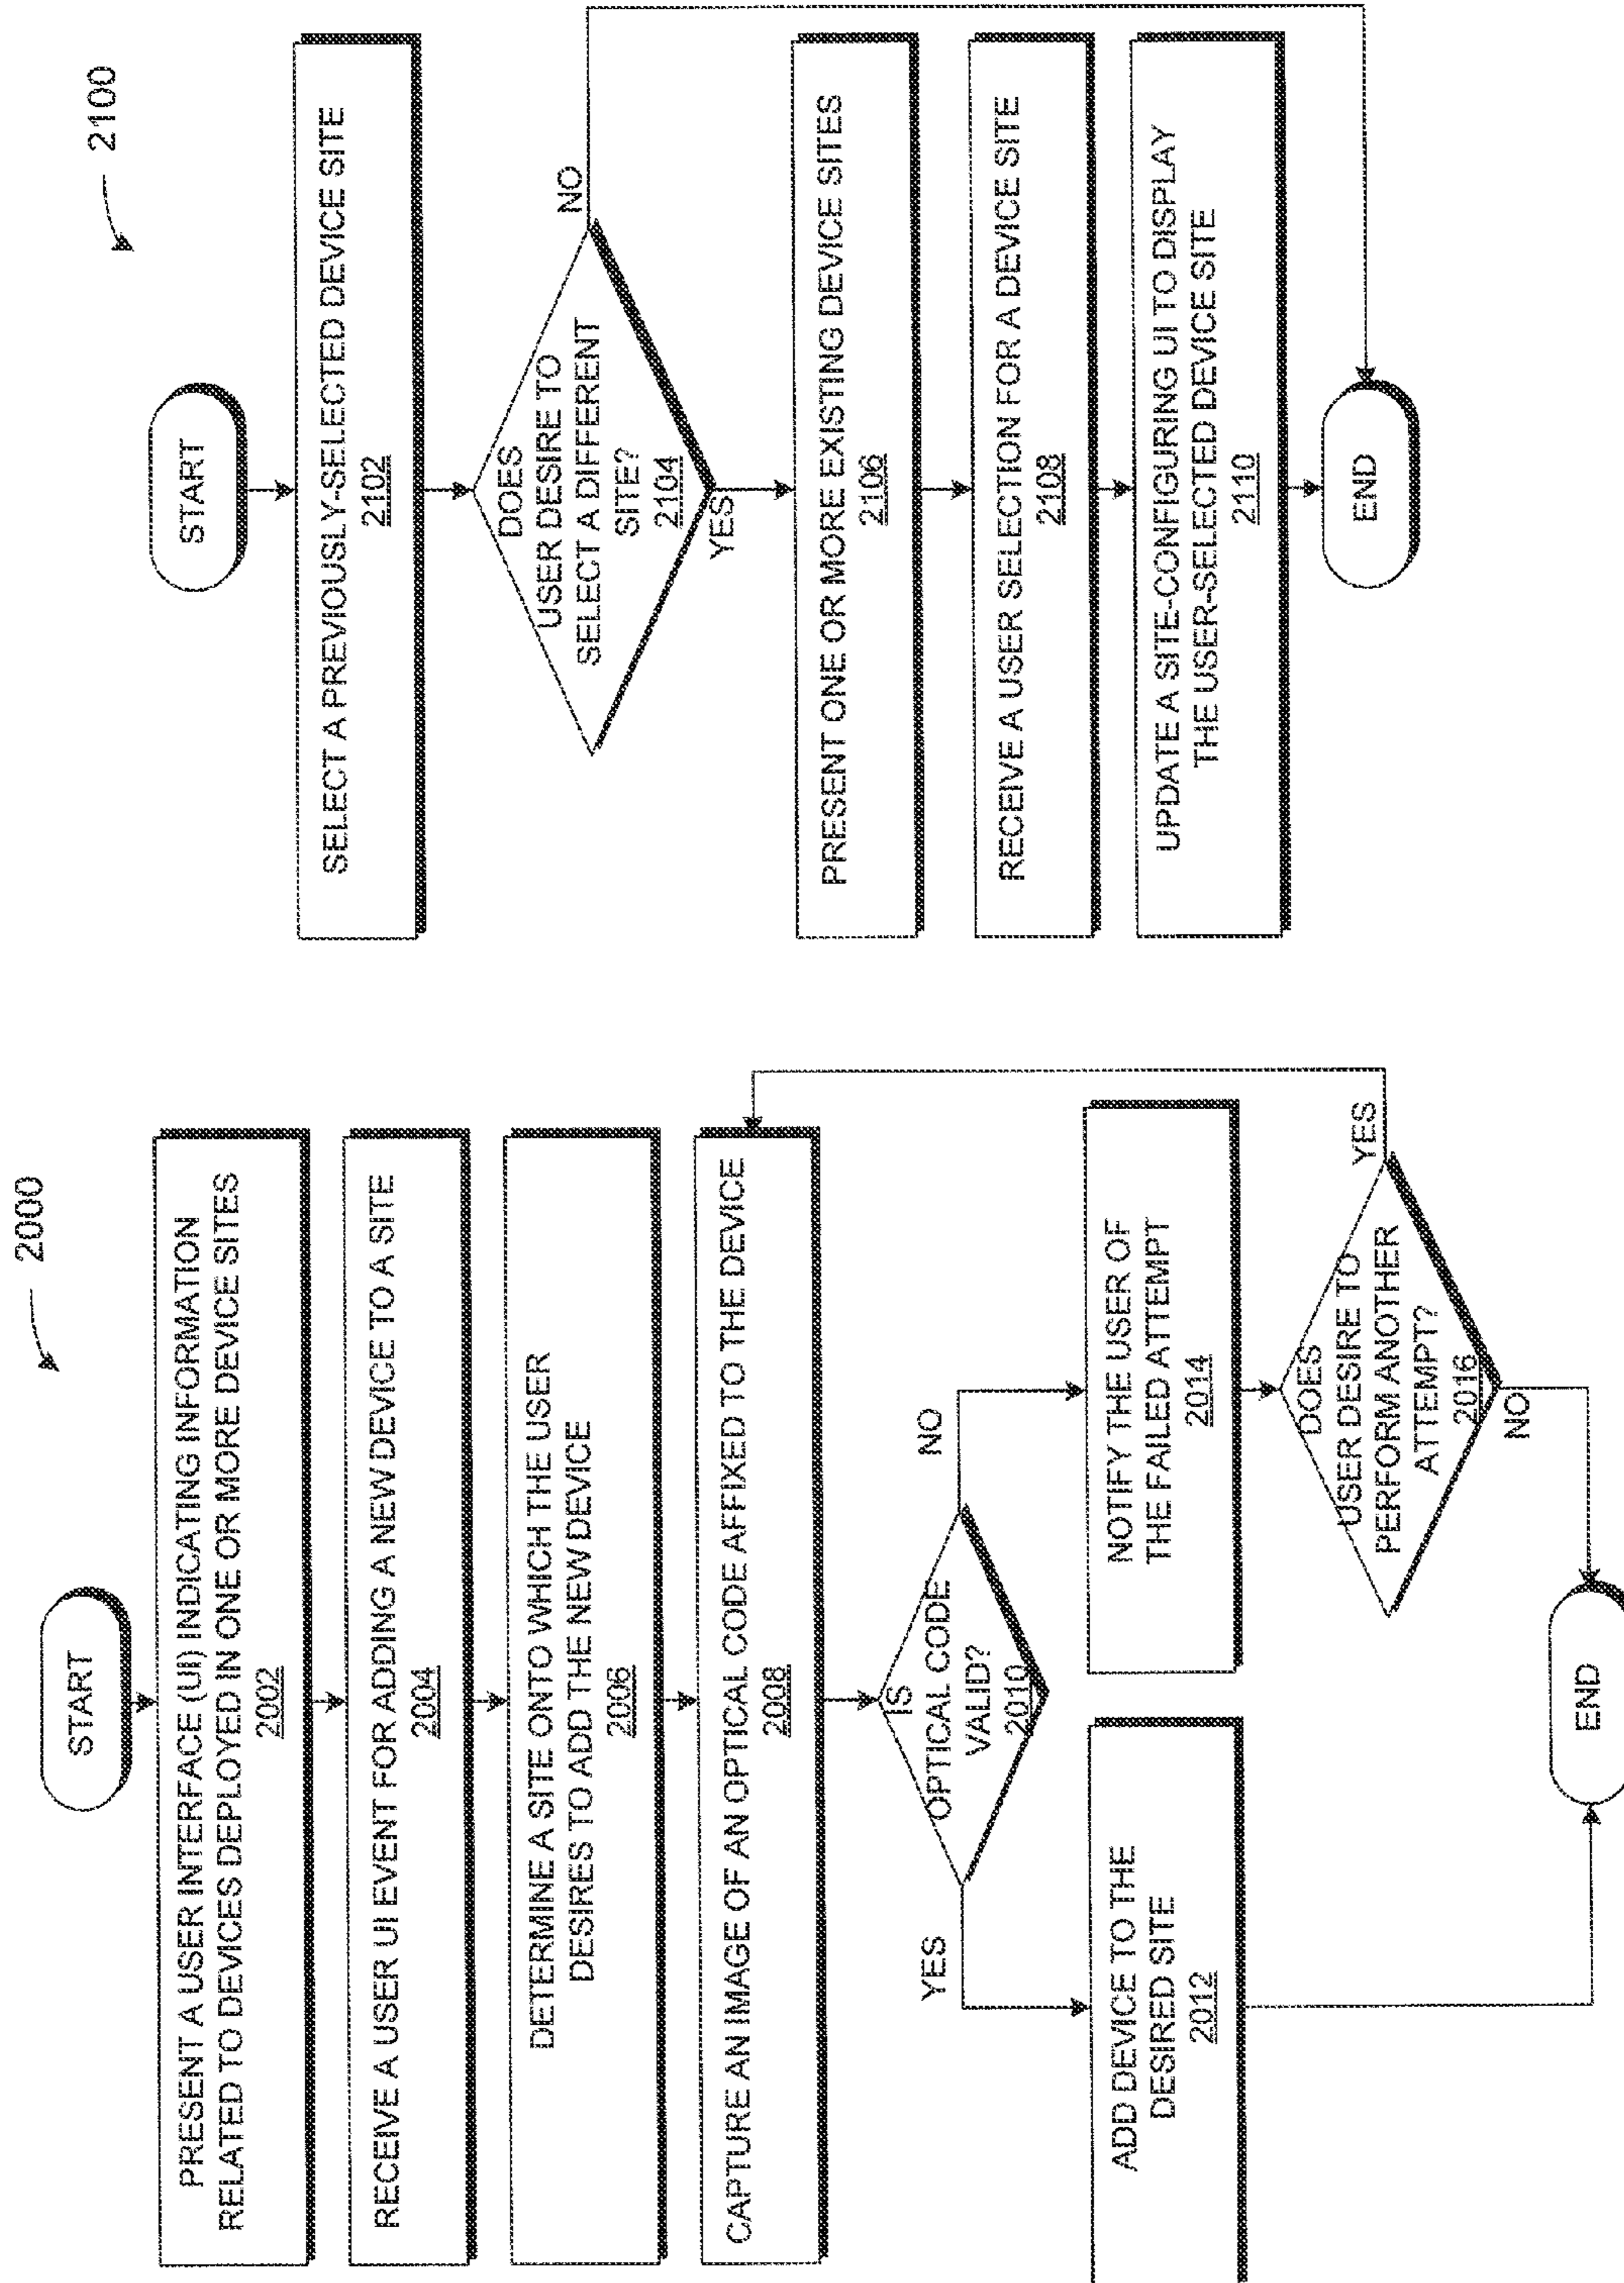 2000
START
PRESENT A USER INTERFACE (UI) INDICATING INFORMATION
RELATED TO DEVICES DEPLOYED IN ONE OR MORE DEVICE SITES
2002
RECEIVE A USER UI EVENT FOR ADDING A NEW DEVICE TO A SITE
2004
DETERMINE A SITE ONTO WHICH THE USER
DESIRES TO ADD THE NEW DEVICE
2006
CAPTURE AN IMAGE OF AN OPTICAL CODE AFFIXED TO THE DEVICE
2008
IS
OPTICAL CODE
VALID?
2010
YES
NO
ADD DEVICE TO THE
DESIRED SITE
2012
NOTIFY THE USER OF
THE FAILED ATTEMPT
2014
DOES
USER DESIRE TO
PERFORM ANOTHER
ATTEMPT?
2016
YES
NO
END
2100
START
SELECT A PREVIOUSLY-SELECTED DEVICE SITE
2102
DOES
USER DESIRE TO
SELECT A DIFFERENT
SITE?
2104
NO
YES
PRESENT ONE OR MORE EXISTING DEVICE SITES
2106
RECEIVE A USER SELECTION FOR A DEVICE SITE
2108
UPDATE A SITE-CONFIGURING UI TO DISPLAY
THE USER-SELECTED DEVICE SITE
2110
END